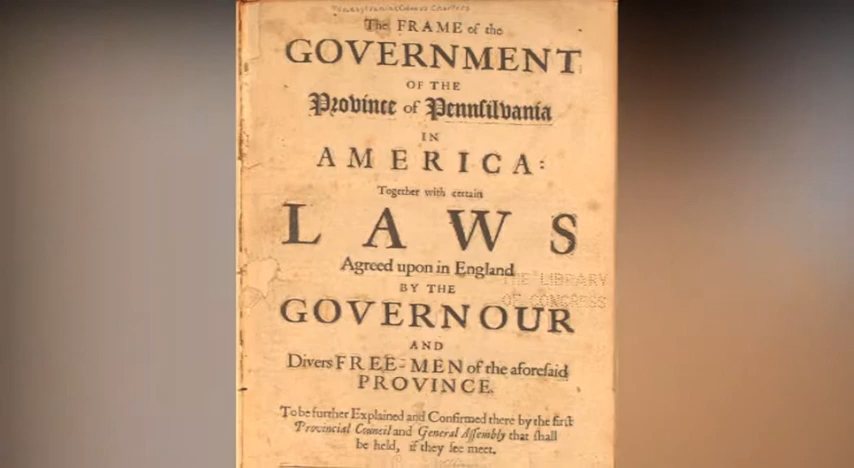 Pennsylvania Colony Charters
The FRAME of the
GOVERNMENT
OF THE
Province of Pennſilvania
IN
AMERICA:
Together with certain
LAWS
Agreed upon in England
BY THE
GOVERNOUR
AND
Divers FREE-MEN of the aforeſaid
PROVINCE.
To be further Explained and Confirmed there by the firſt
Provincial Council and General Aſſembly that ſhall
be held, if they ſee meet.
THE LIBRARY
OF CONGRESS